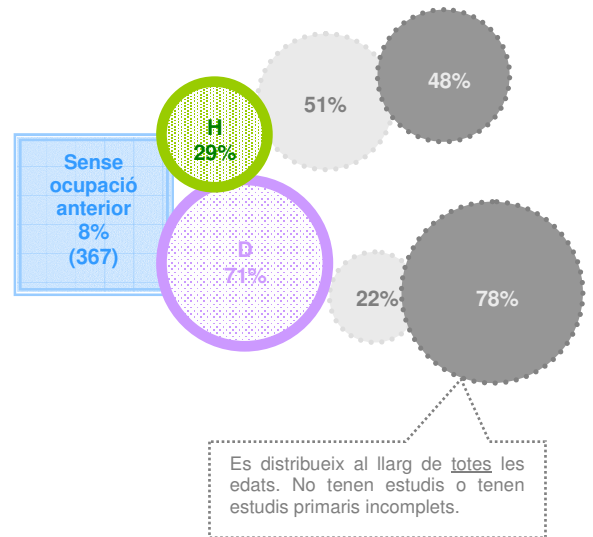 Sense
ocupació
anterior
8%
(367)
H
29%
51%
48%
D
71%
22%
78%
Es distribueix al llarg de totes les
edats. No tenen estudis o tenen
estudis primaris incomplets.